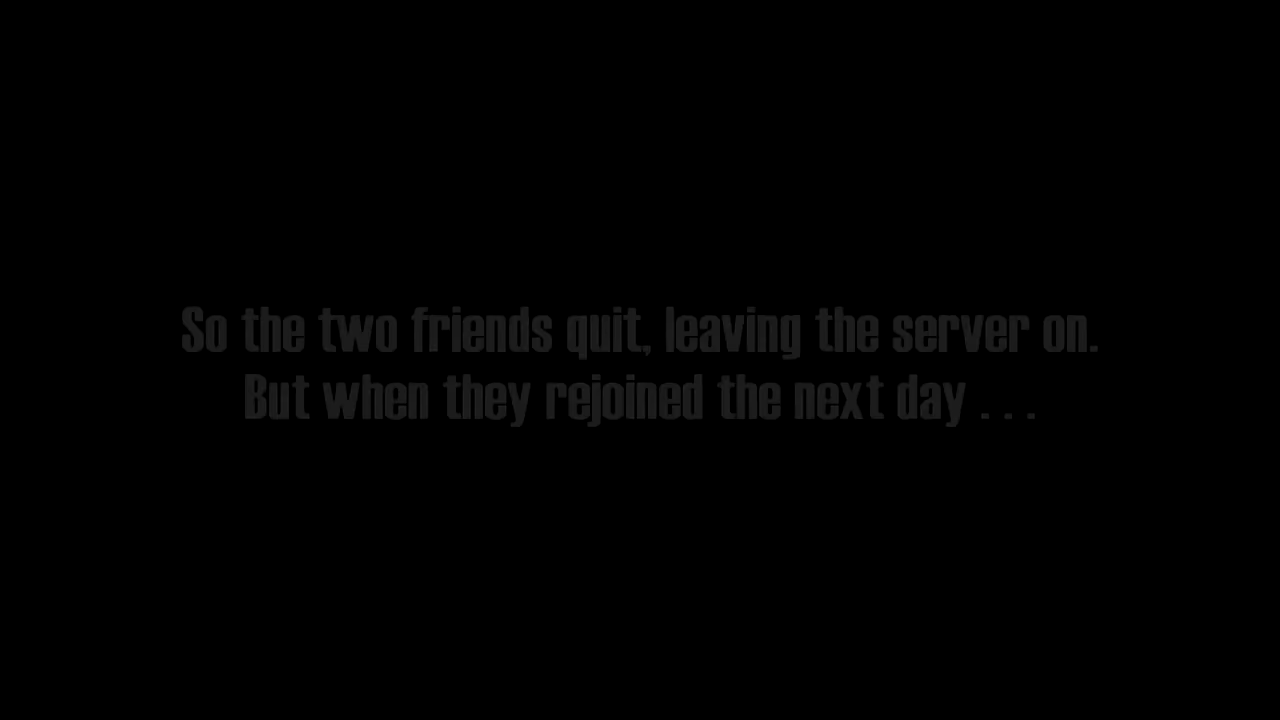 So the two friends quit, leaving the server on.
But when they rejoined the next day . . .